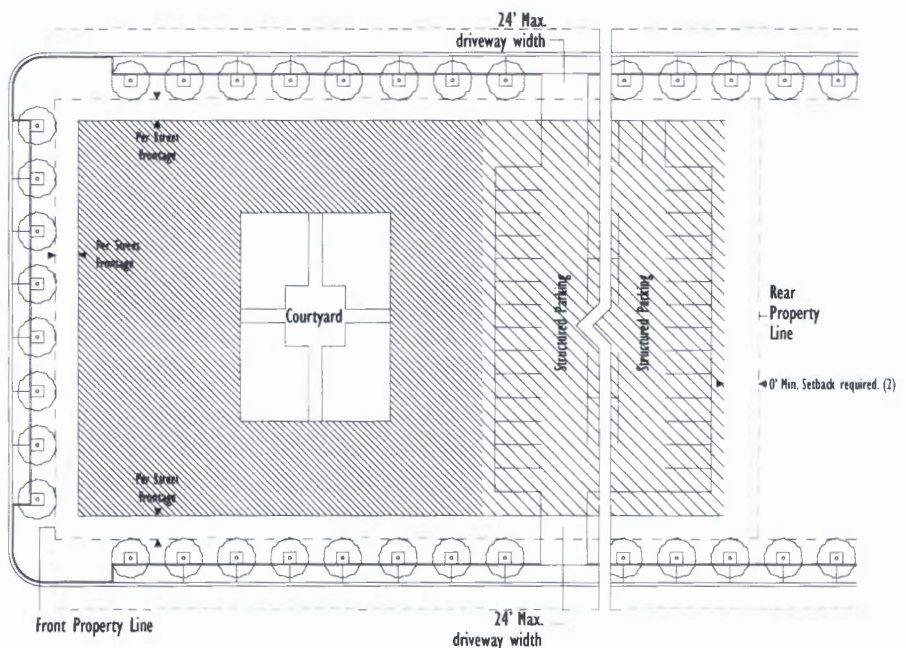 24' Max.
driveway width
Per Street
Frontage
Per Street
Frontage
Courtyard
Structured Parking
Structured Parking
Rear
Property
Line
0' Min. Setback required. (2)
Per Street
Frontage
Front Property Line
24' Max.
driveway width